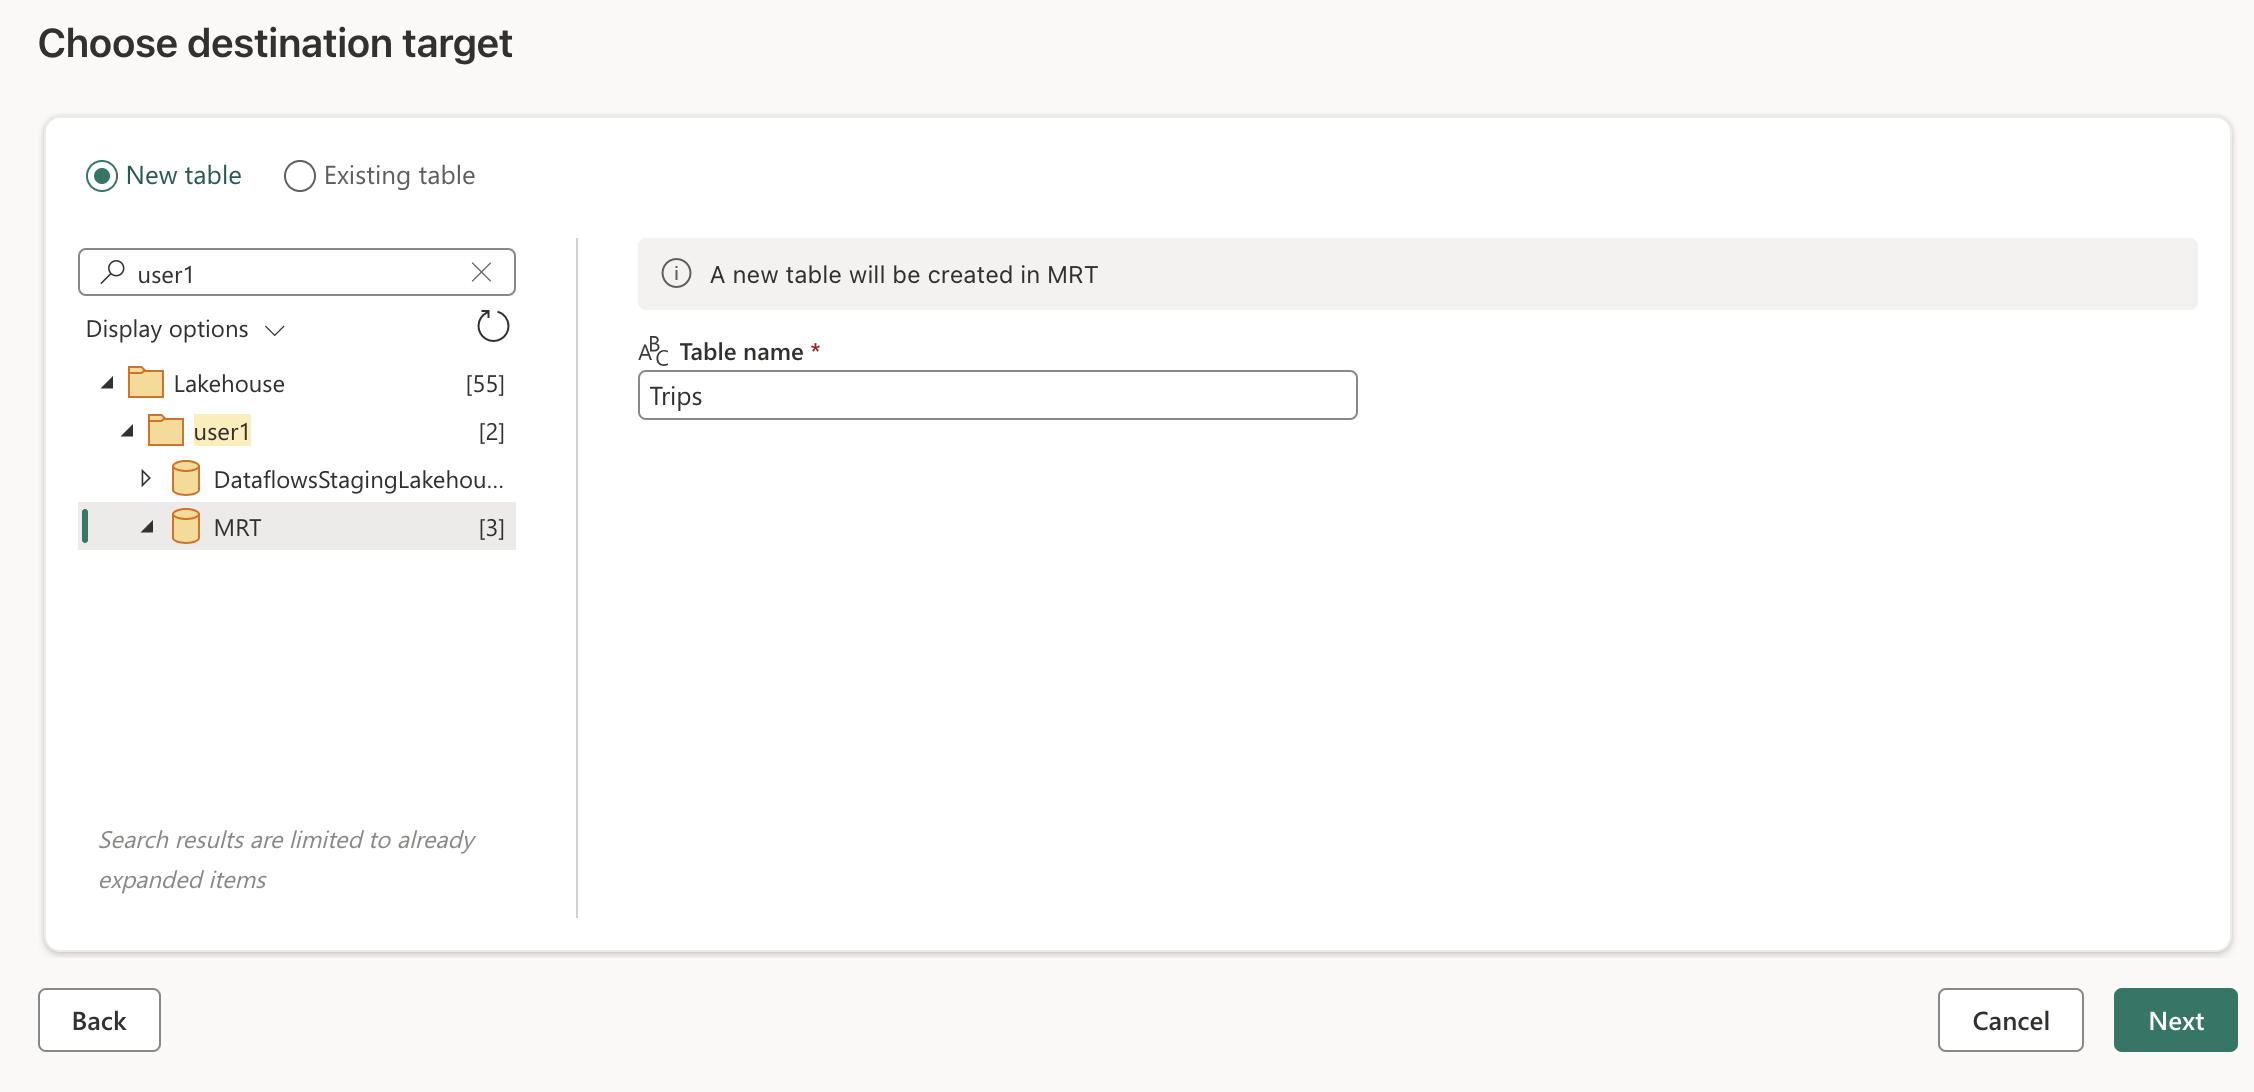 Choose destination target
New table
Existing table
user1
Display options
Lakehouse [55]
user1 [2]
DataflowsStagingLakehou...
MRT [3]
Search results are limited to already
expanded items
A new table will be created in MRT
ABC Table name *
Trips
Back
Cancel
Next